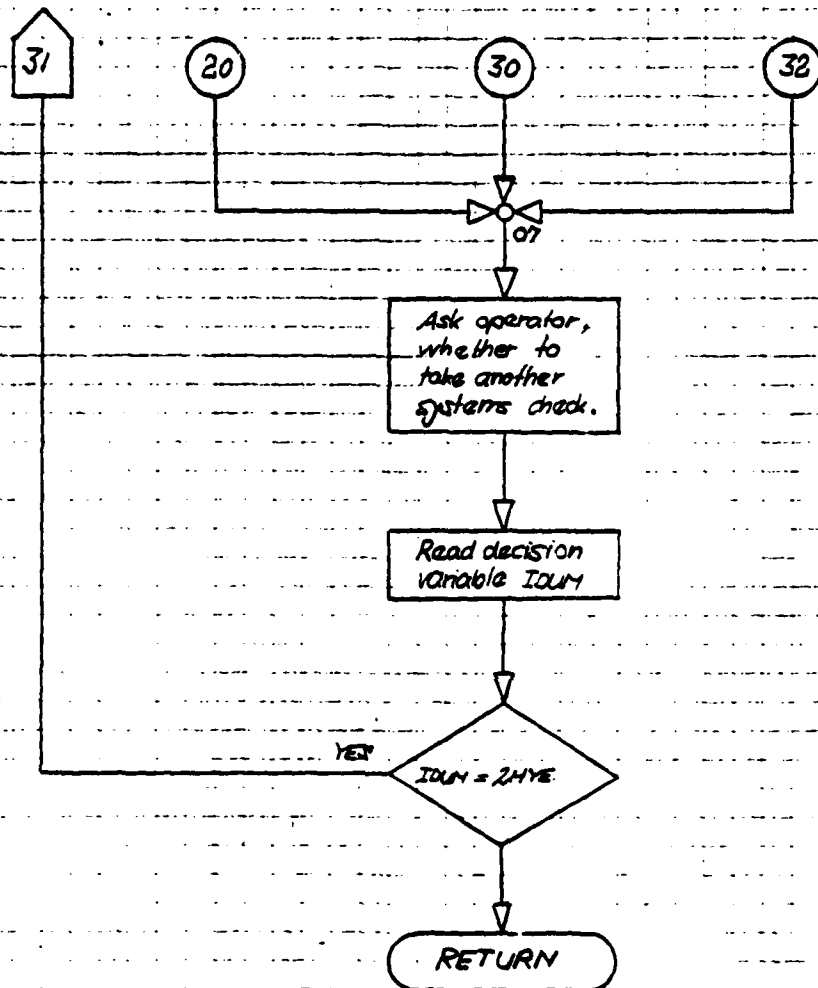 31
20
30
32
07
Ask operator,
whether to
take another
systems check.
Read decision
variable IDUM
YES
IDUM = 2HYE
RETURN